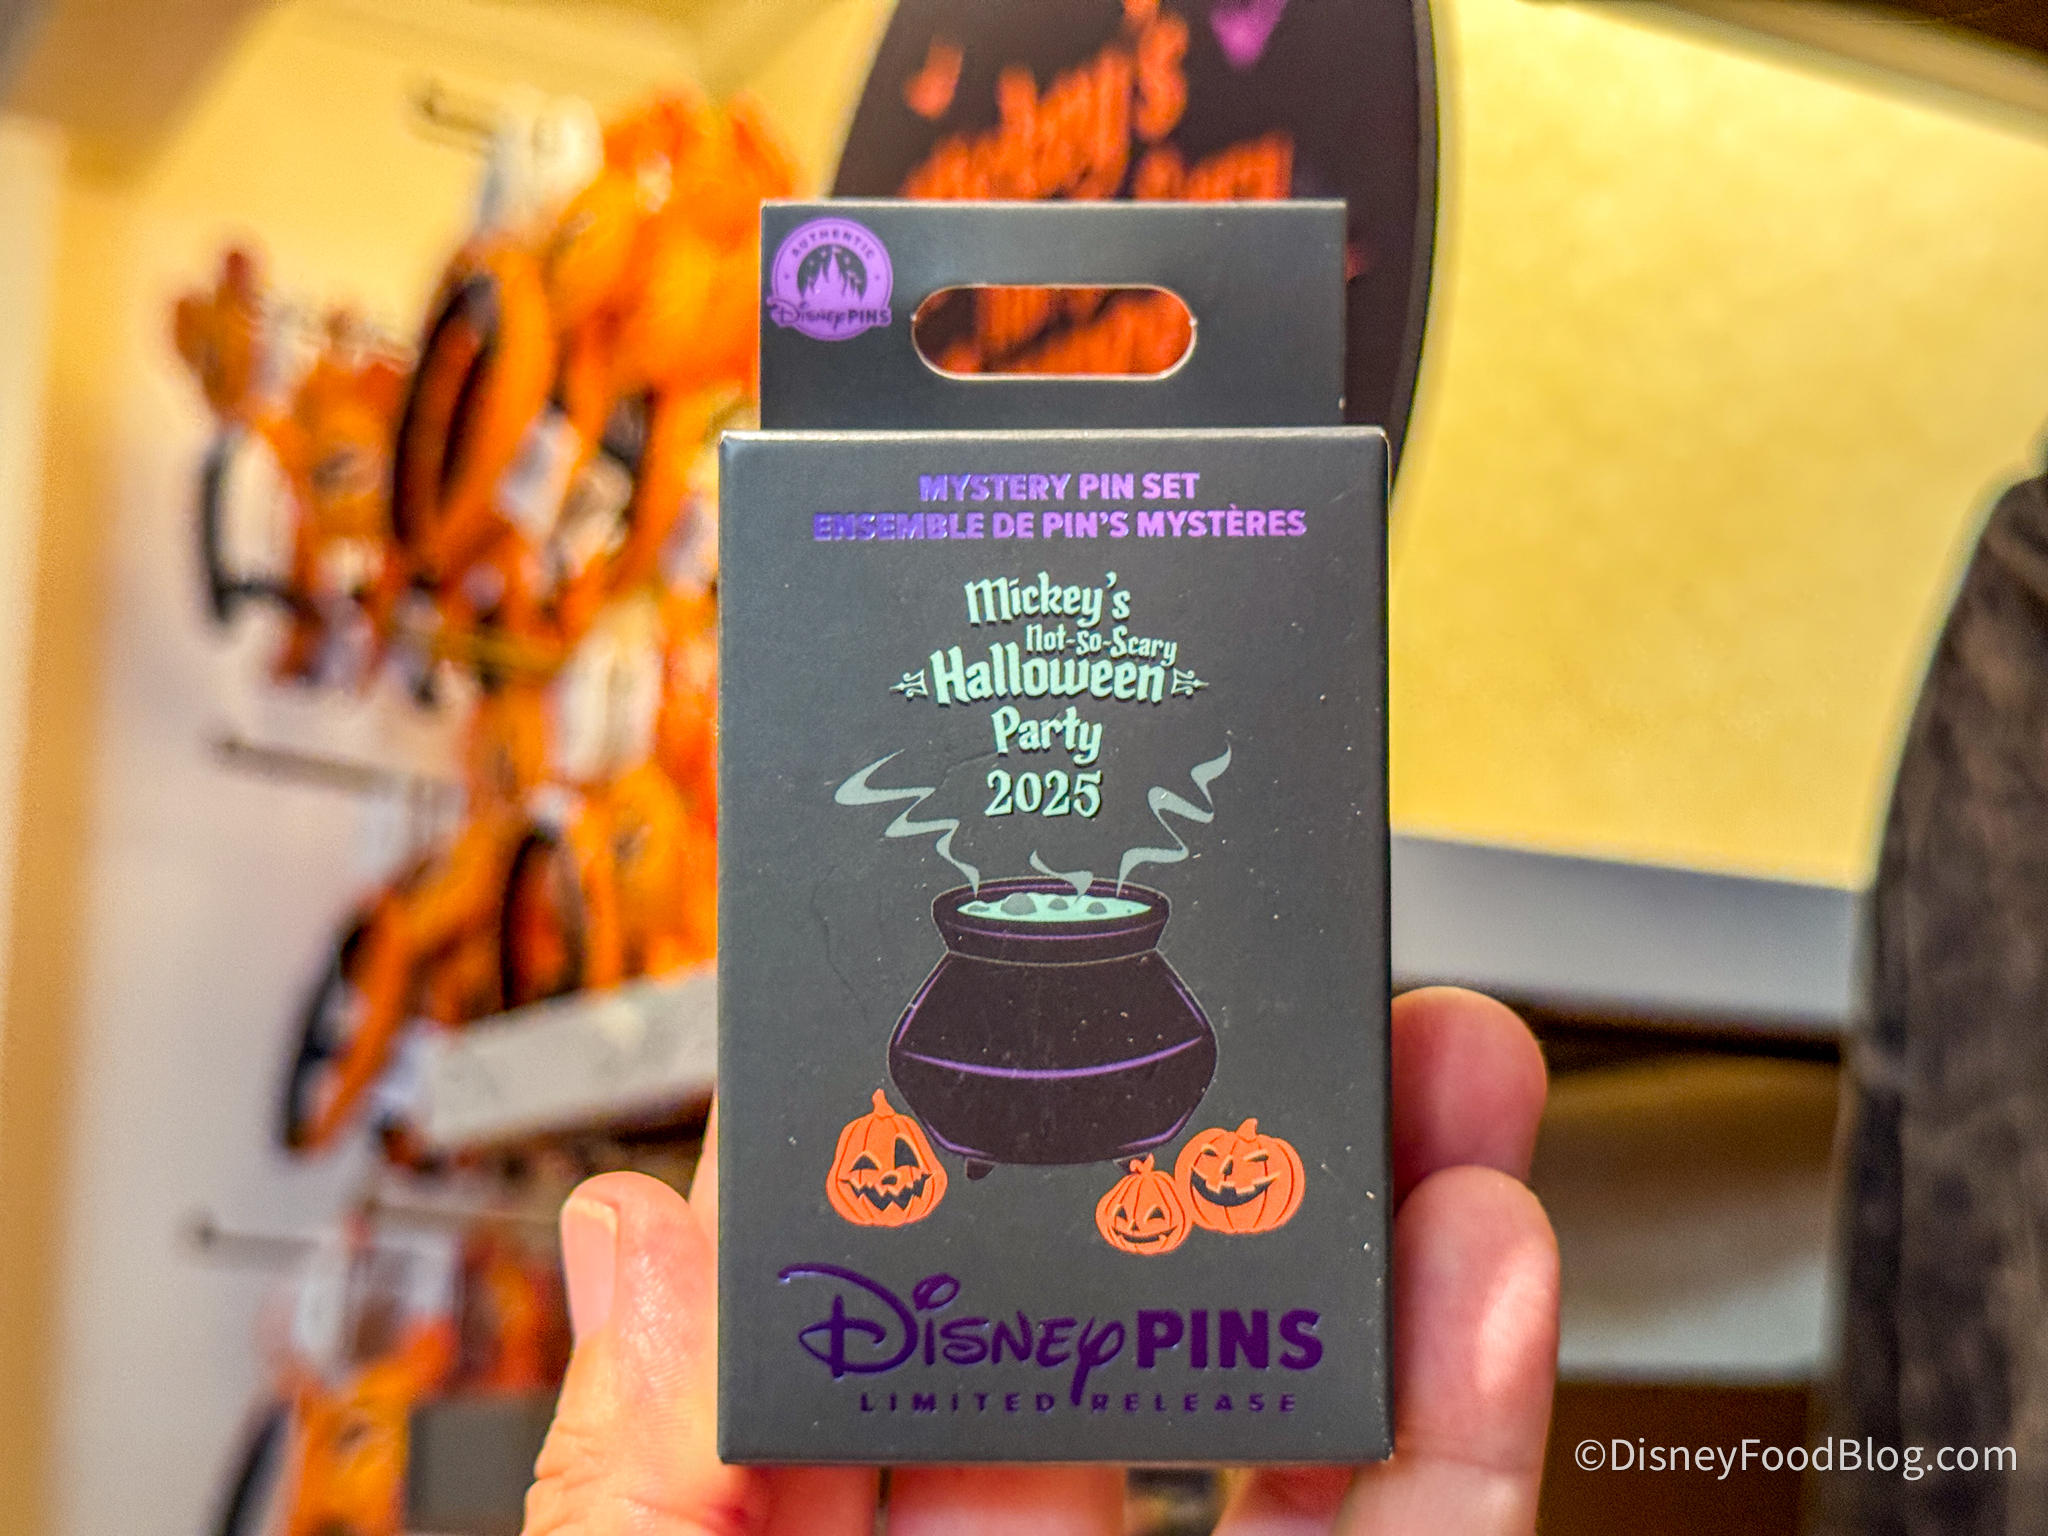 Mickey's
AUTHENTIC
Disney PINS
MYSTERY PIN SET
ENSEMBLE DE PIN'S MYSTÈRES
Mickey's
Not-So-Scary
Halloween
Party
2025
Disney PINS
LIMITED RELEASE
©DisneyFoodBlog.com